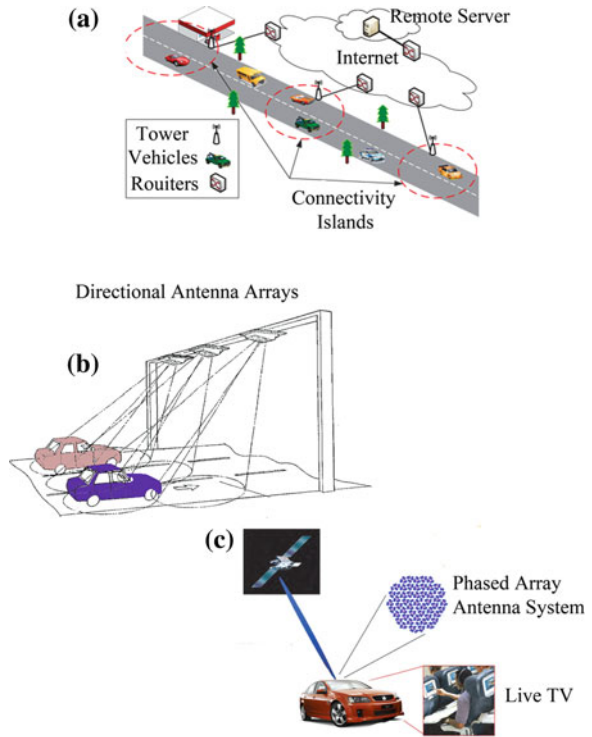 (a)
Remote Server
Internet
Tower
Vehicles
Rouiters
Connectivity
Islands
Directional Antenna Arrays
(b)
(c)
Phased Array
Antenna System
Live TV